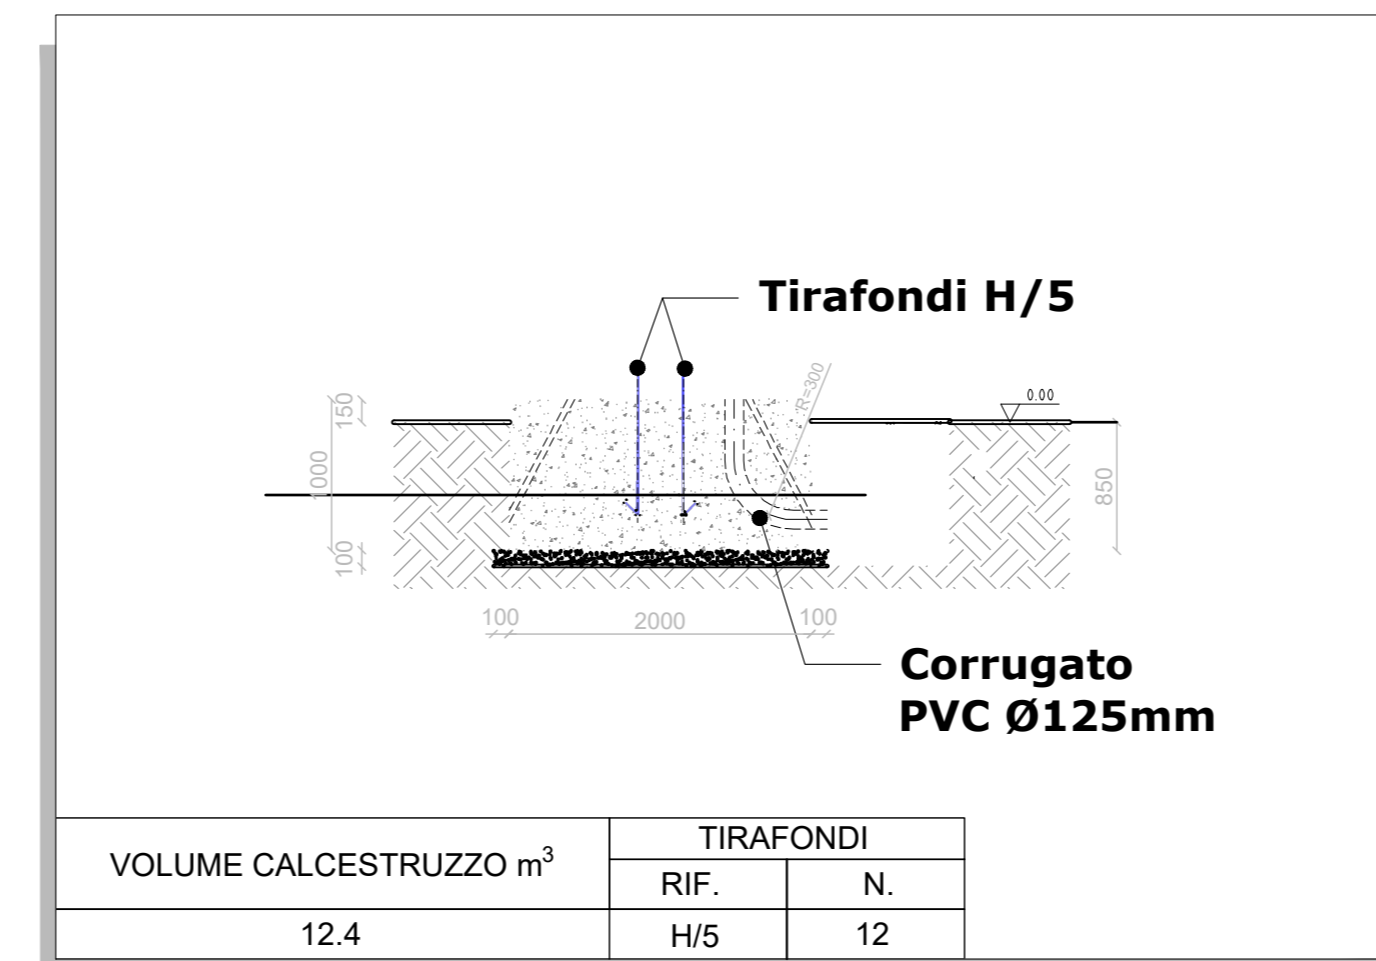 Tirafondi H/5
R=300
0.00
150
1000
850
100
100
2000
100
Corrugato
PVC Ø125mm
VOLUME CALCESTRUZZO m³
TIRAFONDI
RIF.
N.
12.4
H/5
12